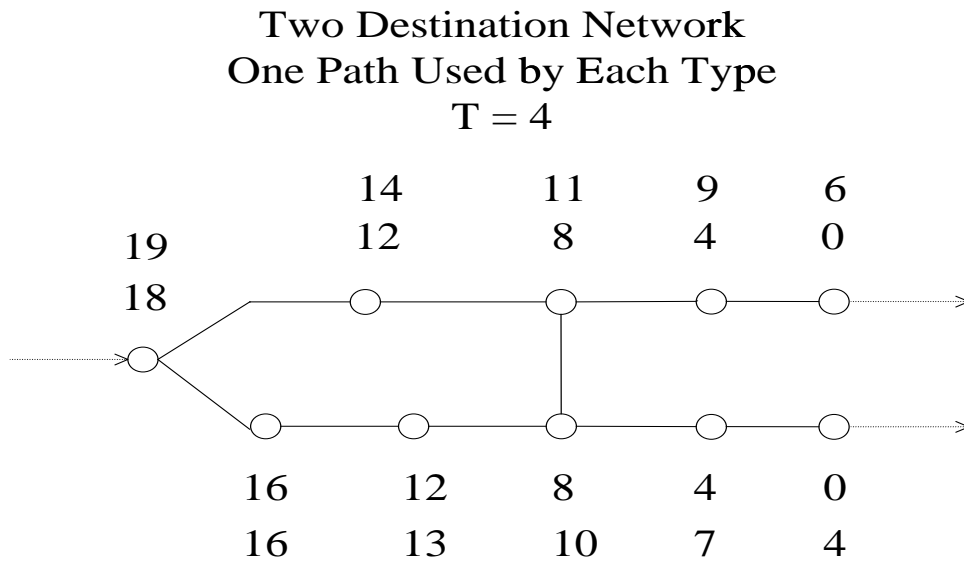 Two Destination Network
One Path Used by Each Type
T = 4
14 11 9 6
12 8 4 0
19
18
16 12 8 4 0
16 13 10 7 4